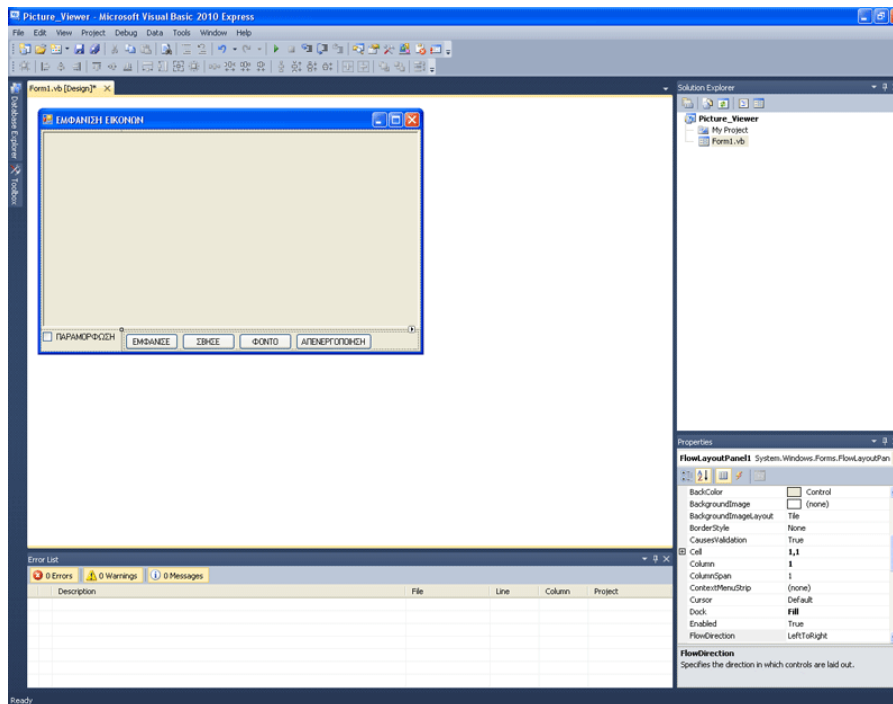 Picture_Viewer - Microsoft Visual Basic 2010 Express
File Edit View Project Debug Data Tools Window Help
Database Explorer
Toolbox
Form1.vb [Design]*
ΕΜΦΑΝΙΣΗ ΕΙΚΟΝΩΝ
ΠΑΡΑΜΟΡΦΩΣΗ
ΕΜΦΑΝΙΣΕ
ΣΒΗΣΕ
ΦΟΝΤΟ
ΑΠΕΝΕΡΓΟΠΟΙΗΣΗ
Solution Explorer
Picture_Viewer
My Project
Form1.vb
Properties
FlowLayoutPanel1 System.Windows.Forms.FlowLayoutPan
BackColor Control
BackgroundImage (none)
BackgroundImageLayout Tile
BorderStyle None
CausesValidation True
Cell 1,1
Column 1
ColumnSpan 1
ContextMenuStrip (none)
Cursor Default
Dock Fill
Enabled True
FlowDirection LeftToRight
FlowDirection
Specifies the direction in which controls are laid out.
Error List
0 Errors 0 Warnings 0 Messages
Description File Line Column Project
Ready